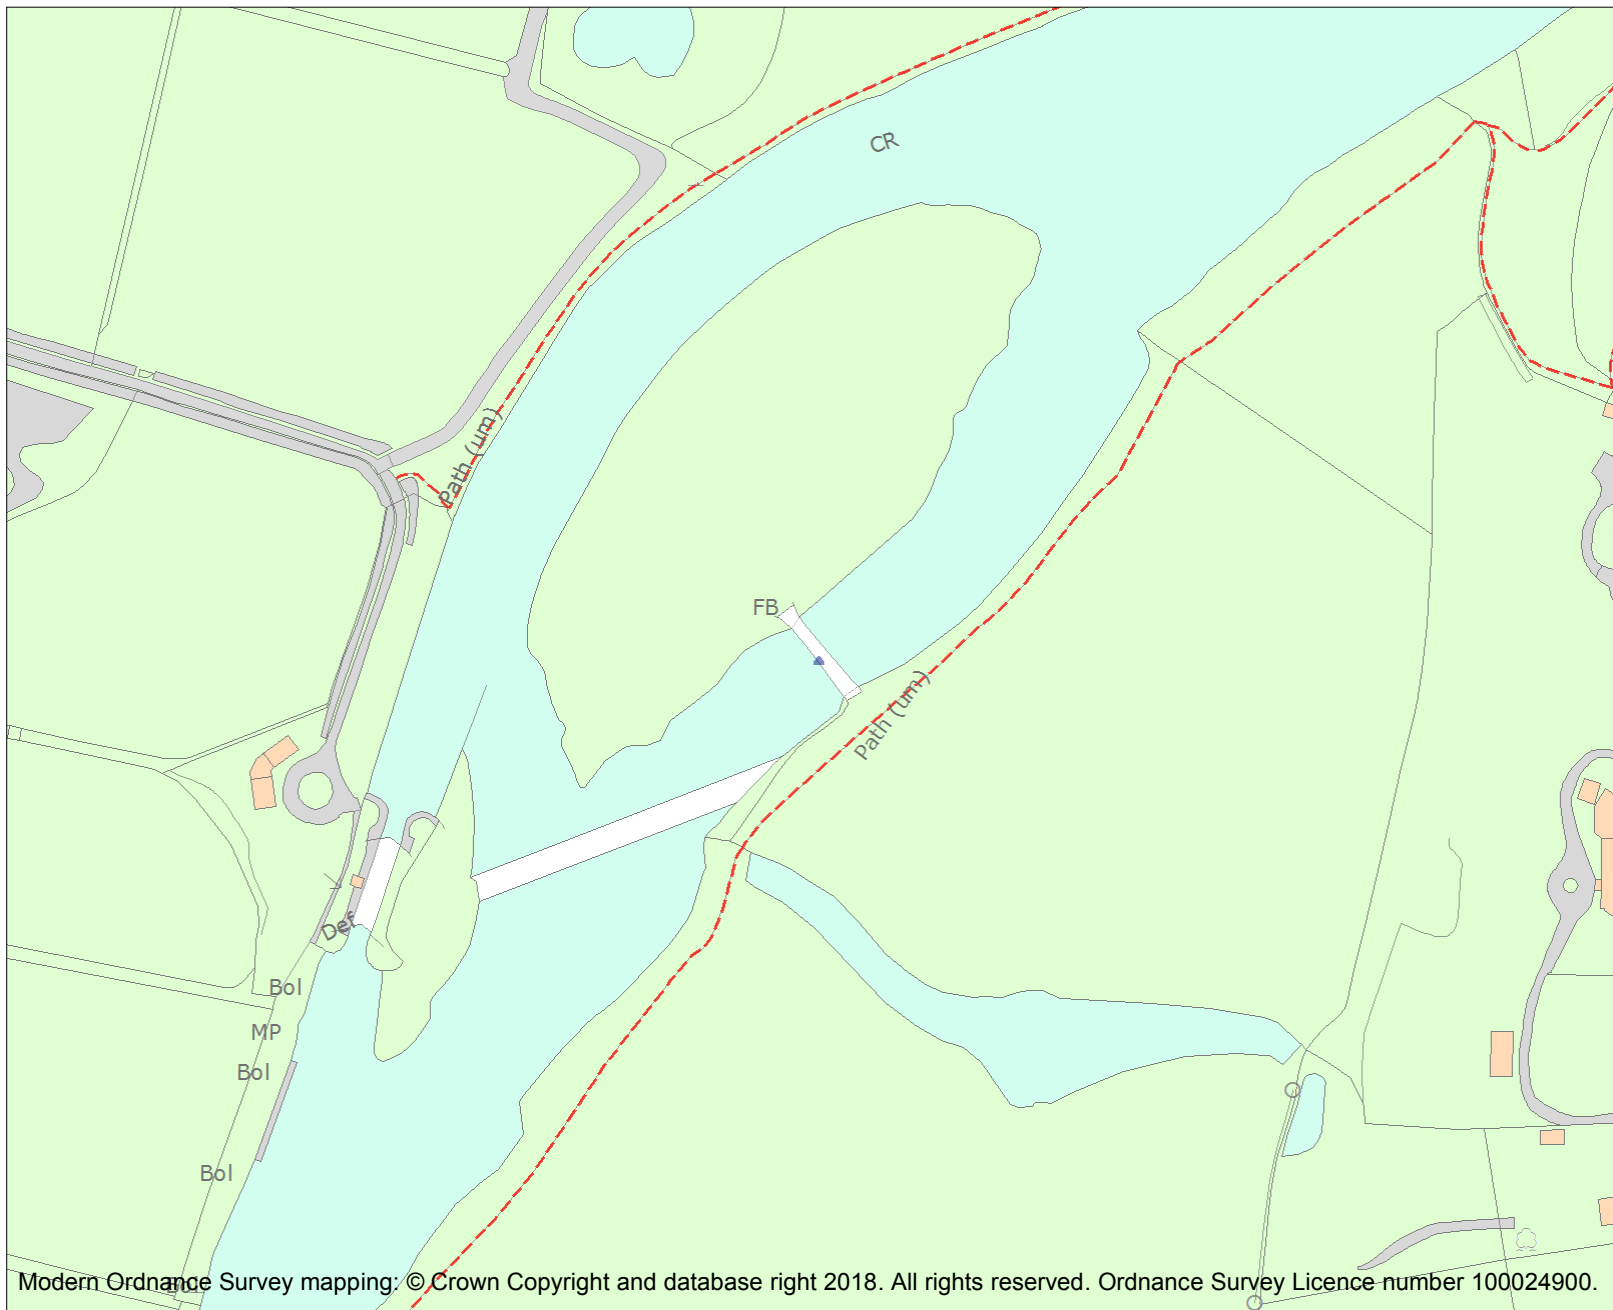 CR
Path (um)
FB
Path (um)
Def
Bol
MP
Bol
Bol
Bol
Modern Ordnance Survey mapping: © Crown Copyright and database right 2018. All rights reserved. Ordnance Survey Licence number 100024900.